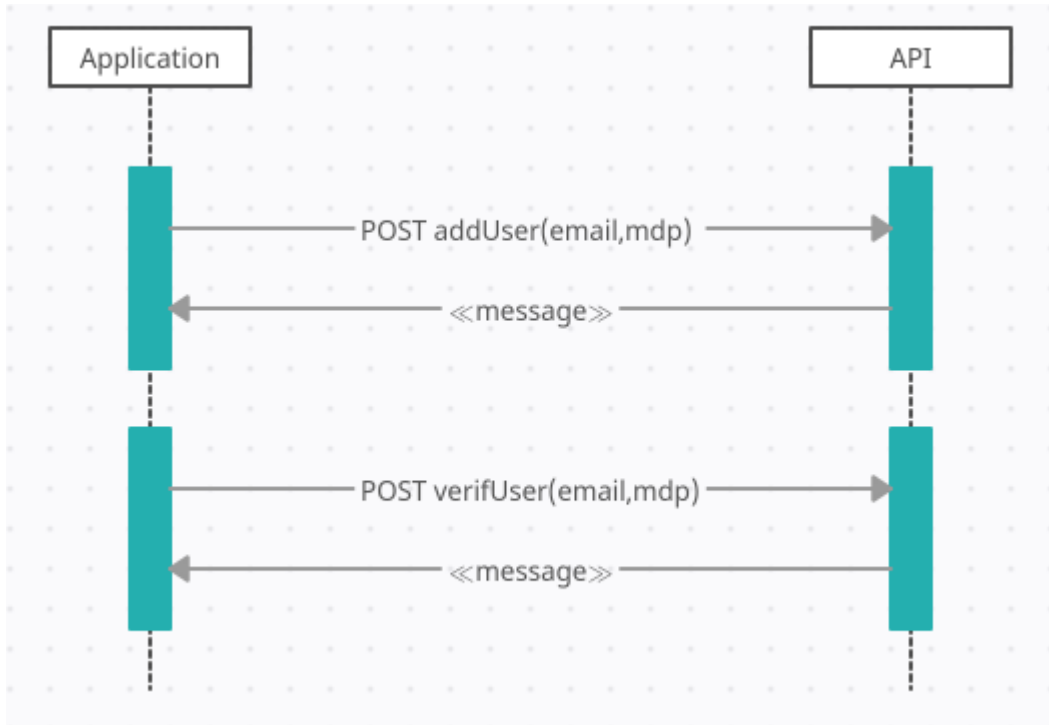 Application
API
POST addUser(email,mdp)
≪message≫
POST verifUser(email,mdp)
≪message≫